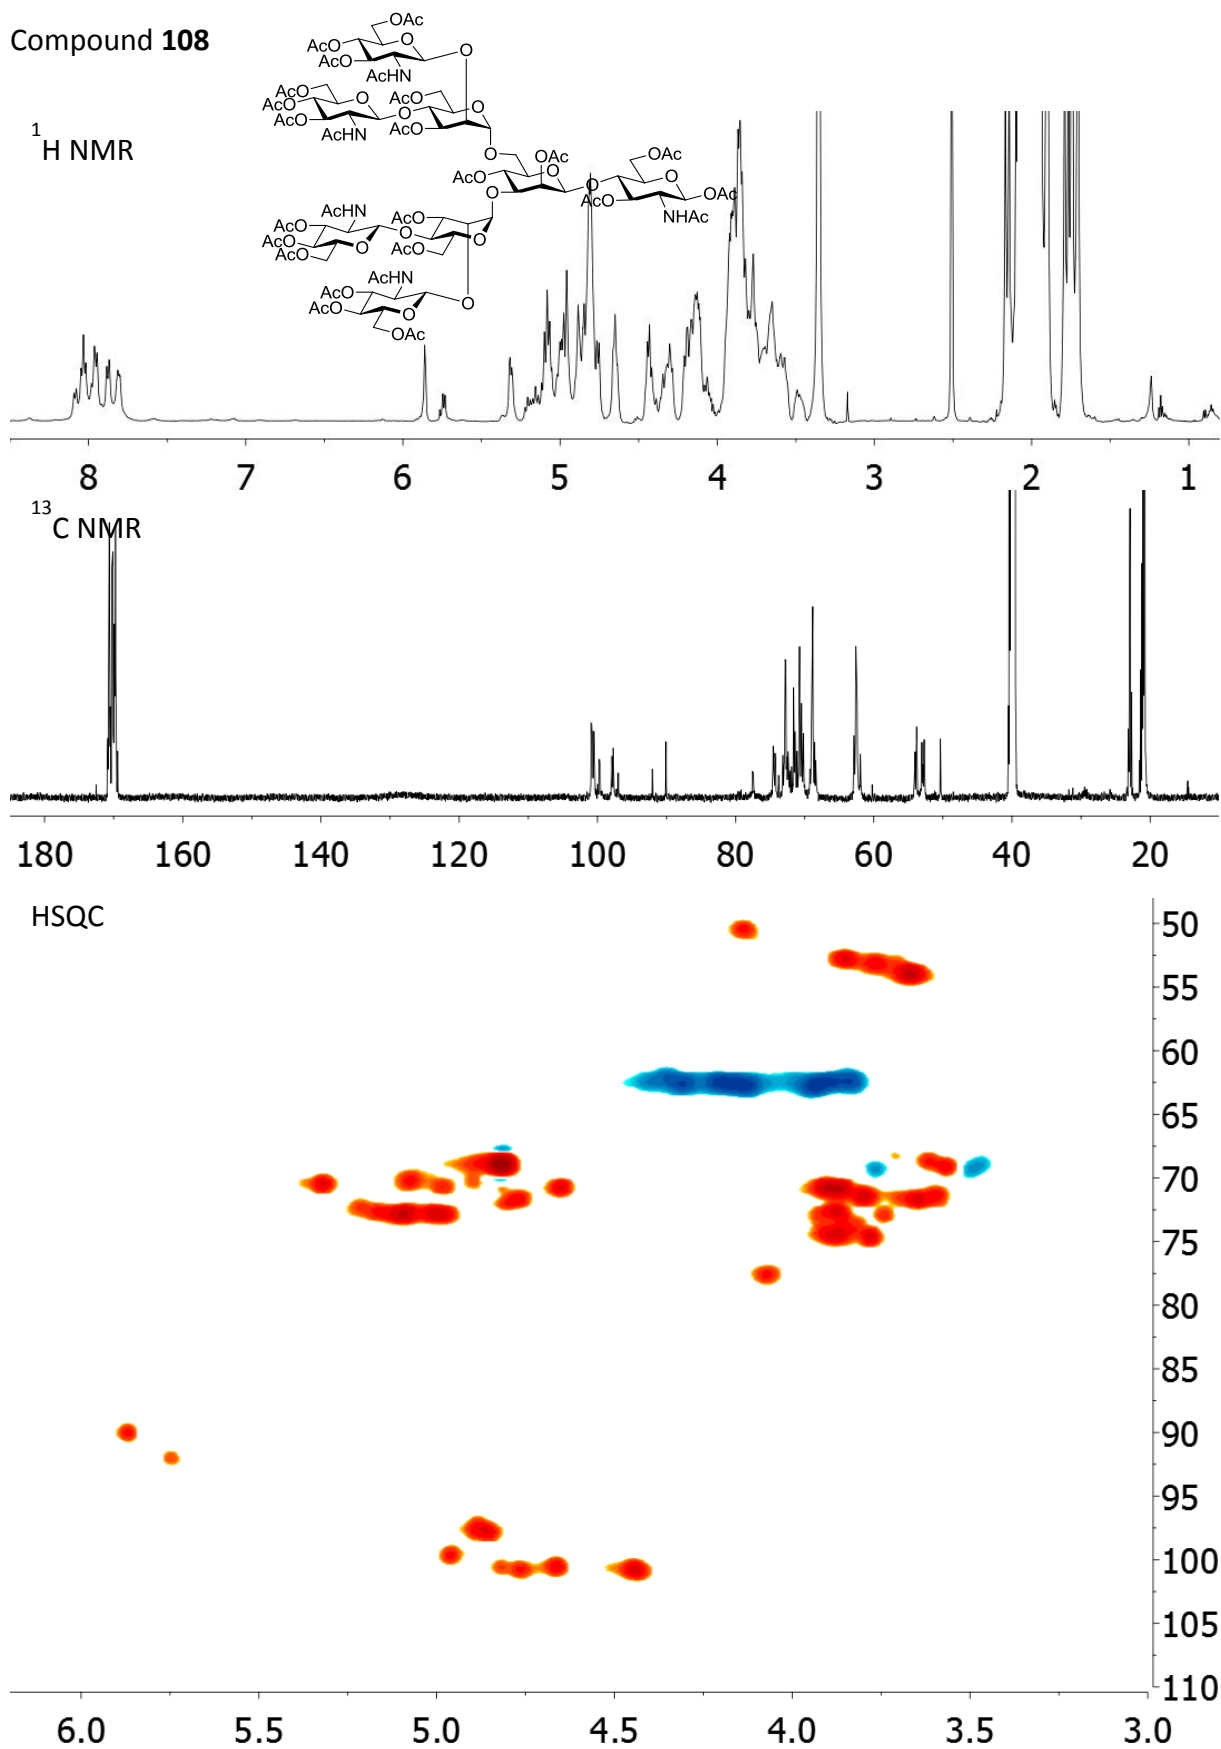 Compound 108
OAc
AcO
AcO
AcHN
O
O
AcO
AcO
AcO
AcHN
O
O
AcO
AcO
O
O
OAc
AcO
O
O
O
OAc
O
AcO
NHAc
OAc
O
AcHN
AcO
AcO
O
OAc
O
AcO
AcO
O
AcHN
AcO
AcO
O
OAc
O
1H NMR
8 7 6 5 4 3 2 1
13C NMR
180 160 140 120 100 80 60 40 20
HSQC
50
55
60
65
70
75
80
85
90
95
100
105
110
6.0 5.5 5.0 4.5 4.0 3.5 3.0